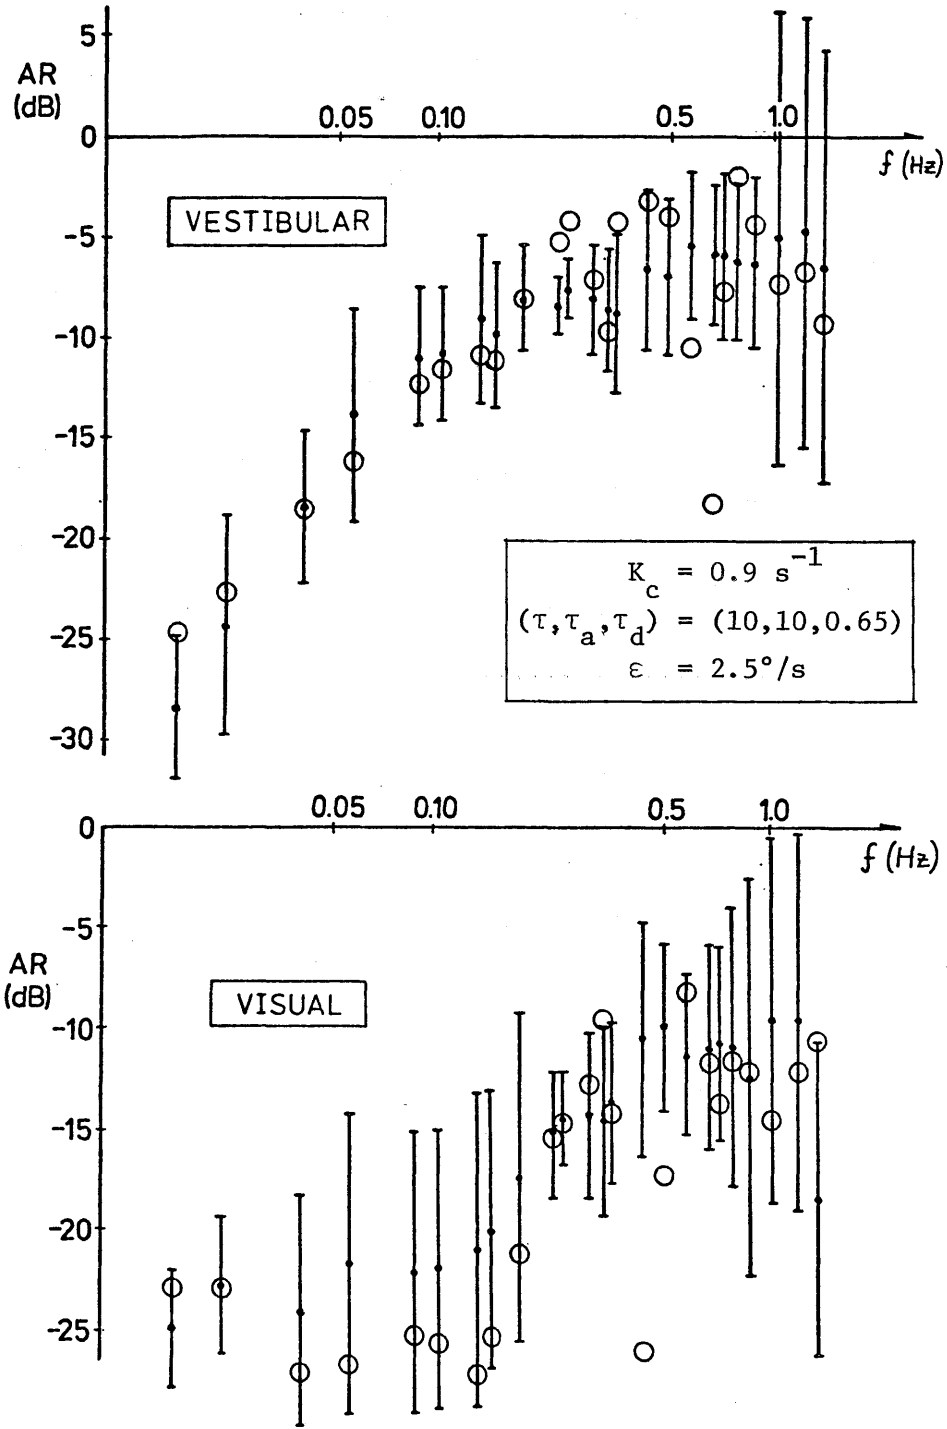 5
AR
(dB)
0.05 0.10 0.5 1.0
0
f (Hz)
VESTIBULAR
-5
-10
-15
-20
K_c = 0.9 s^-1
(τ,τ_a,τ_d) = (10,10,0.65)
ε = 2.5°/s
-25
-30
0.05 0.10 0.5 1.0
0
f (Hz)
-5
AR
(dB)
VISUAL
-10
-15
-20
-25